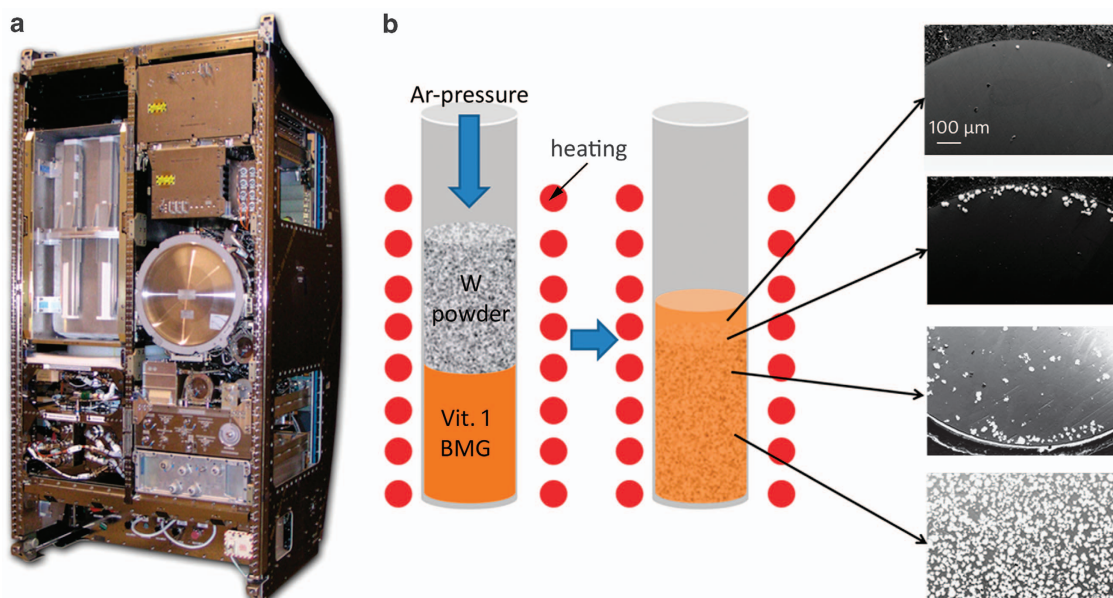 a
b
Ar-pressure
heating
W
powder
Vit. 1
BMG
100 μm